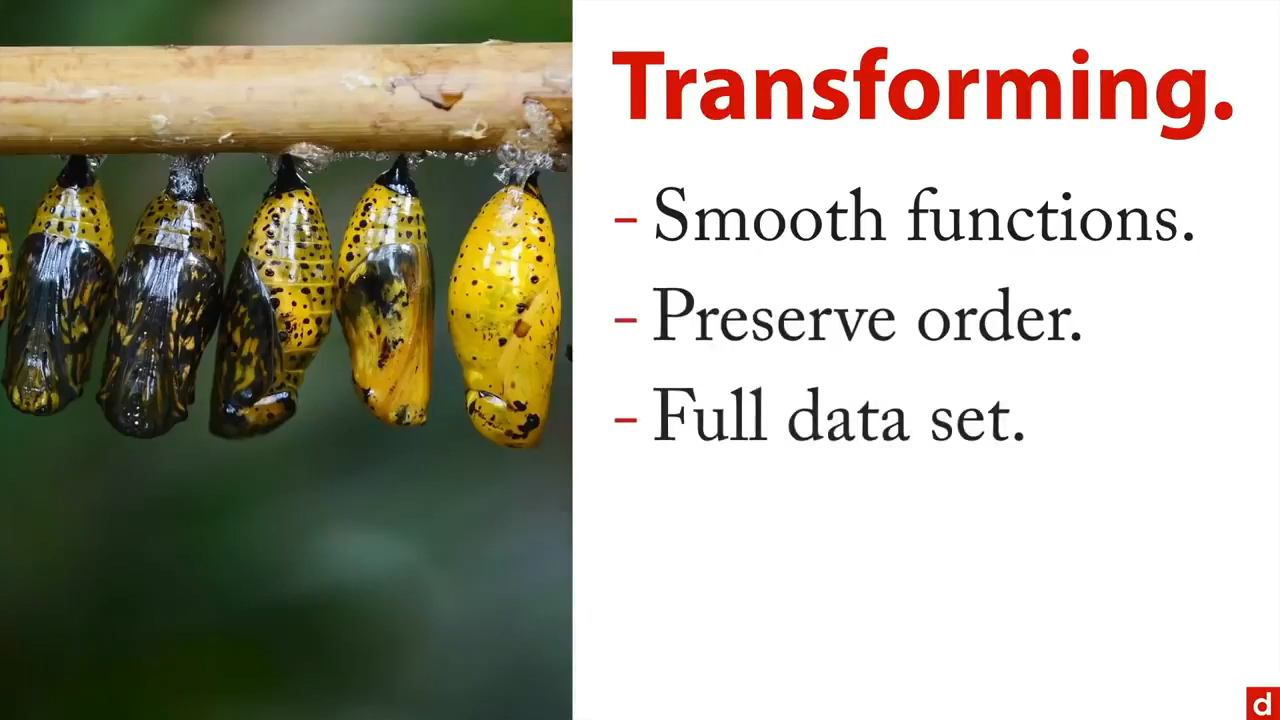 Transforming.
- Smooth functions.
- Preserve order.
- Full data set.
d